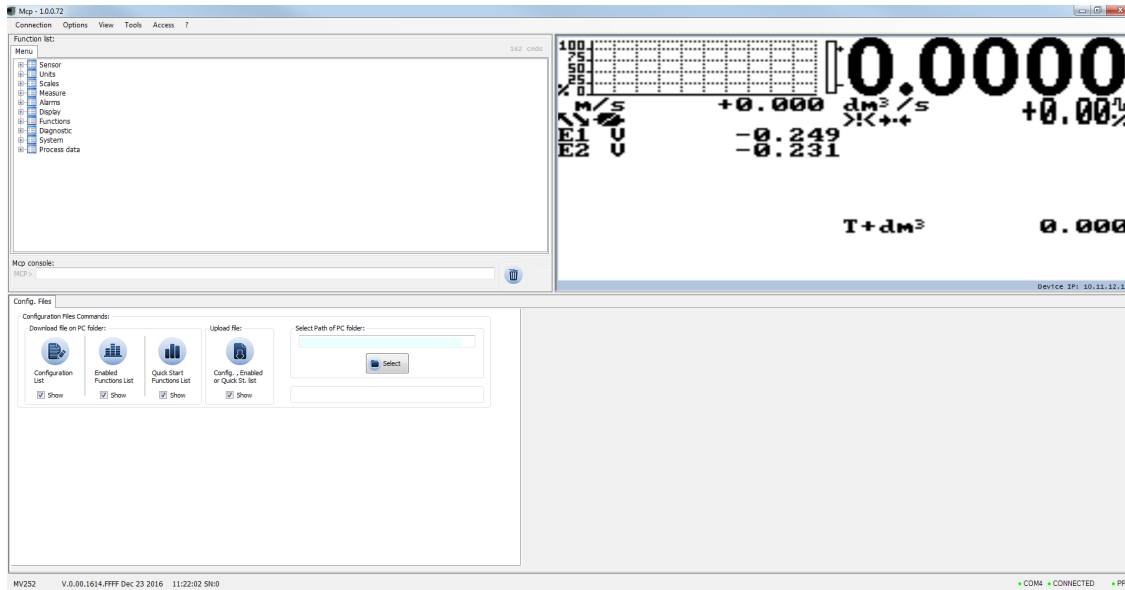 Mcp - 1.0.0.72
Connection Options View Tools Access ?
Function list:
Menu
162 cmds
Sensor
Units
Scales
Measure
Alarms
Display
Functions
Diagnostic
System
Process data
Mcp console:
MCP>
100
75
50
25
% 0
0.0000
m/s +0.000 dm³/s +0.00%
>!<
E1 V -0.249
E2 V -0.231
T+dm³ 0.000
Device IP: 10.11.12.1
Config. Files
Configuration Files Commands:
Download file on PC folder:
Configuration
List
Show
Enabled
Functions List
Show
Quick Start
Functions List
Show
Upload file:
Config. , Enabled
or Quick St. list
Show
Select Path of PC folder:
Select
MV252 V.0.00.1614.FFFF Dec 23 2016 11:22:02 SN:0
COM4 CONNECTED PP